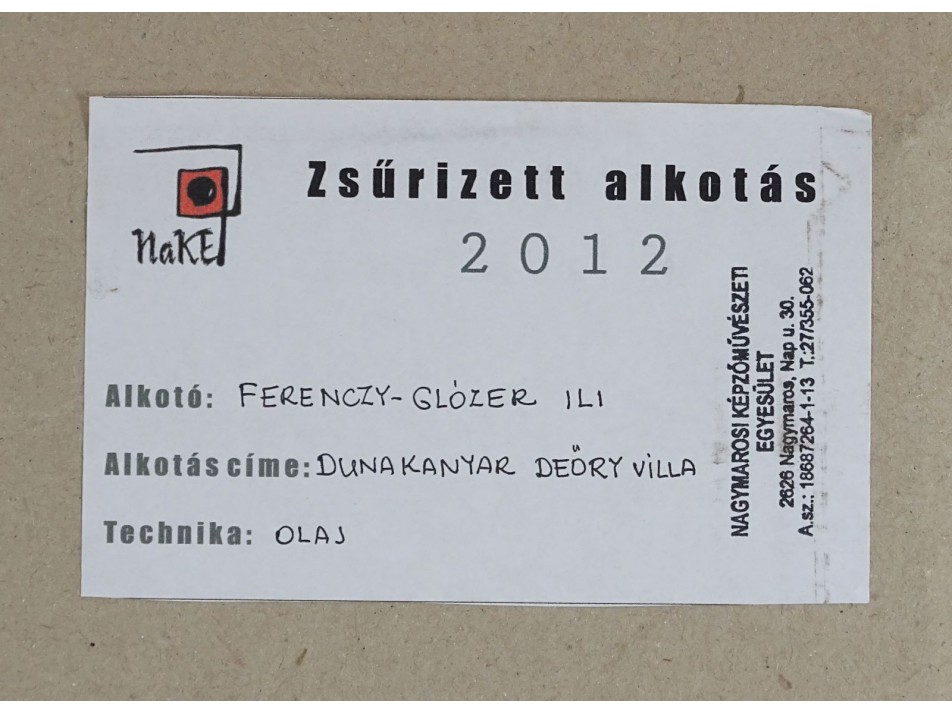 NaKE
Zsűrizett alkotás
2012
Alkotó: FERENCZY-GLÓZER ILI
Alkotás címe: DUNAKANYAR DEŐRY VILLA
Technika: OLAJ
NAGYMAROSI KÉPZŐMŰVÉSZETI
EGYESÜLET
2626 Nagymaros, Nap u. 30.
A.sz.: 18687264-1-13 T.:27/355-062